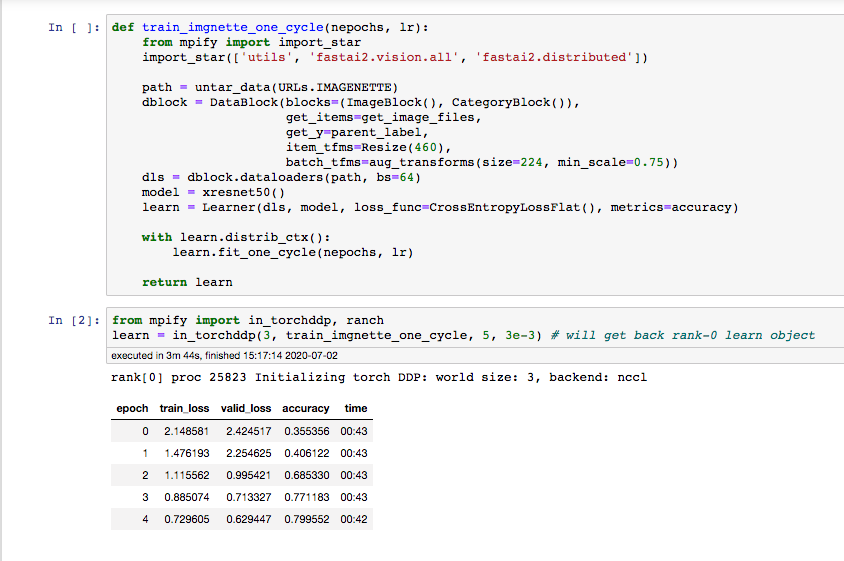 In [ ]: def train_imgnette_one_cycle(nepochs, lr):
from mpify import import_star
import_star(['utils', 'fastai2.vision.all', 'fastai2.distributed'])
path = untar_data(URLs.IMAGENETTE)
dblock = DataBlock(blocks=(ImageBlock(), CategoryBlock()),
get_items=get_image_files,
get_y=parent_label,
item_tfms=Resize(460),
batch_tfms=aug_transforms(size=224, min_scale=0.75))
dls = dblock.dataloaders(path, bs=64)
model = xresnet50()
learn = Learner(dls, model, loss_func=CrossEntropyLossFlat(), metrics=accuracy)
with learn.distrib_ctx():
learn.fit_one_cycle(nepochs, lr)
return learn
In [2]: from mpify import in_torchddp, ranch
learn = in_torchddp(3, train_imgnette_one_cycle, 5, 3e-3) # will get back rank-0 learn object
executed in 3m 44s, finished 15:17:14 2020-07-02
rank[0] proc 25823 Initializing torch DDP: world size: 3, backend: nccl
epoch train_loss valid_loss accuracy time
0 2.148581 2.424517 0.355356 00:43
1 1.476193 2.254625 0.406122 00:43
2 1.115562 0.995421 0.685330 00:43
3 0.885074 0.713327 0.771183 00:43
4 0.729605 0.629447 0.799552 00:42